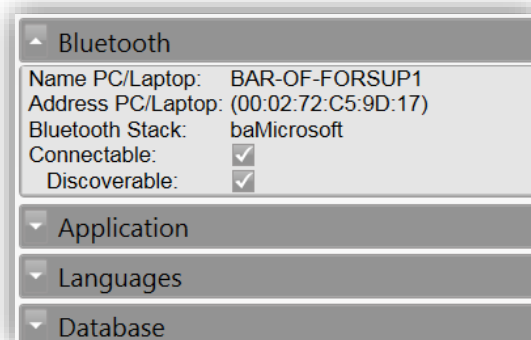 Bluetooth
Name PC/Laptop: BAR-OF-FORSUP1
Address PC/Laptop: (00:02:72:C5:9D:17)
Bluetooth Stack: baMicrosoft
Connectable:
Discoverable:
Application
Languages
Database